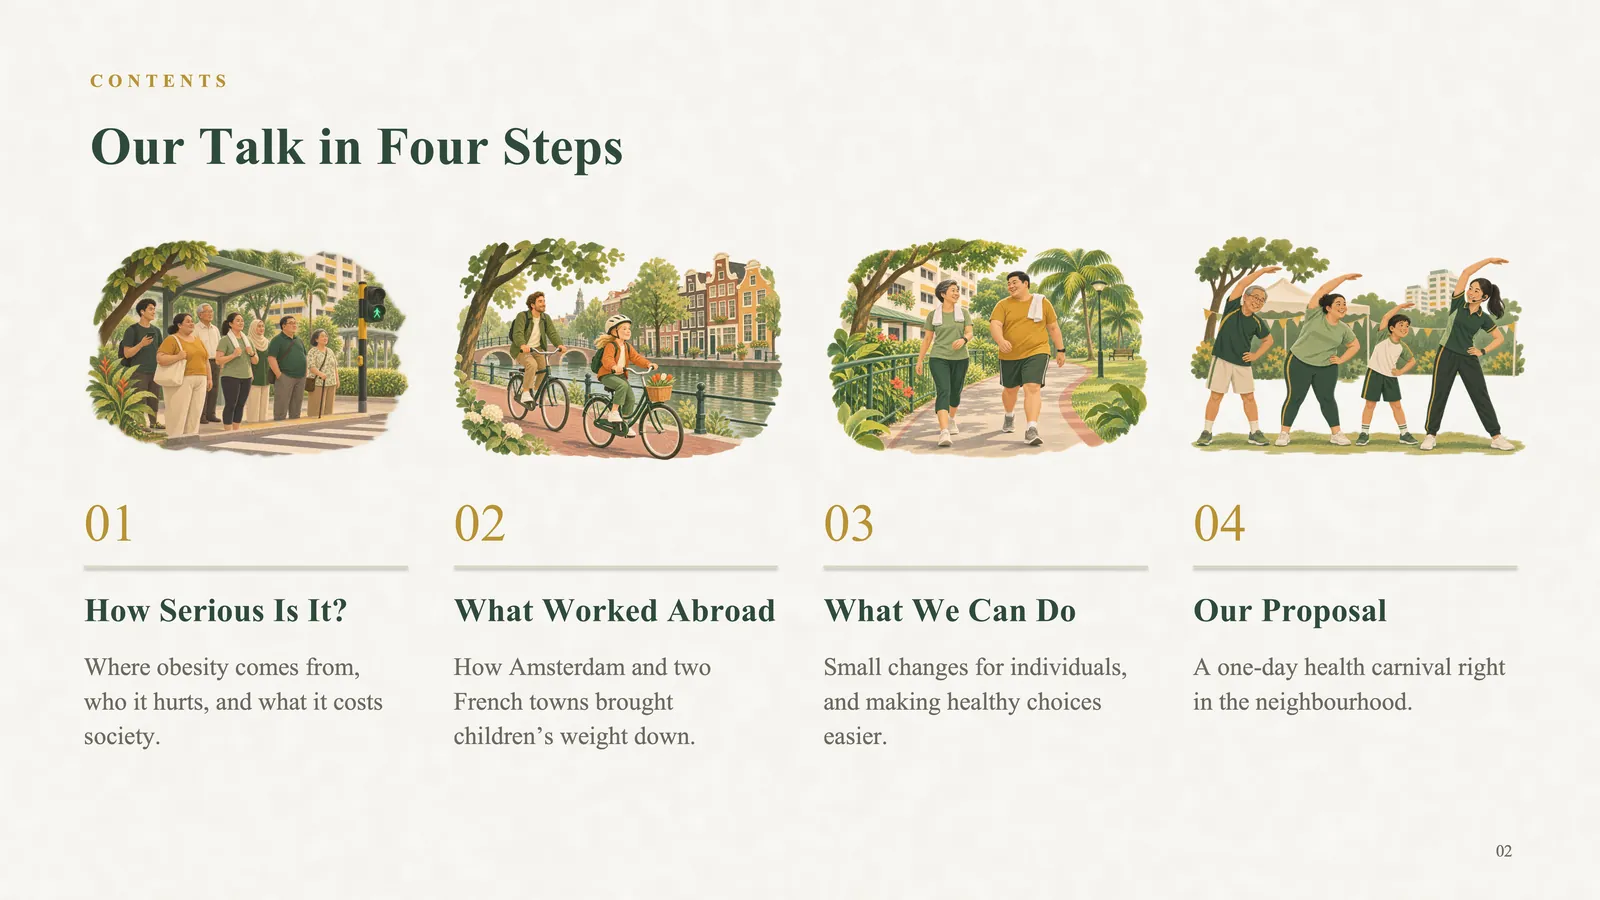 CONTENTS
Our Talk in Four Steps
01
How Serious Is It?
Where obesity comes from,
who it hurts, and what it costs
society.
02
What Worked Abroad
How Amsterdam and two
French towns brought
children’s weight down.
03
What We Can Do
Small changes for individuals,
and making healthy choices
easier.
04
Our Proposal
A one-day health carnival right
in the neighbourhood.
02